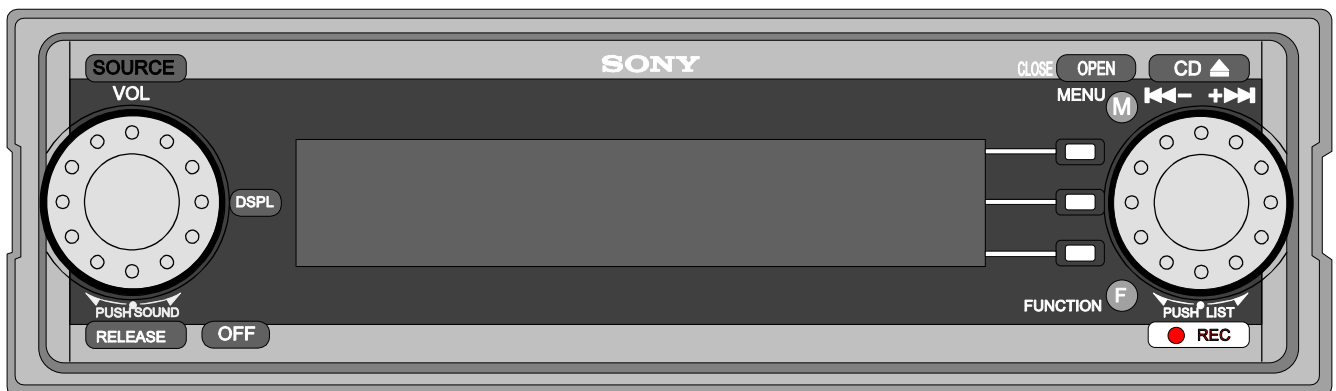 SOURCE
SONY
CLOSE OPEN
CD
VOL
MENU M
- +
DSPL
FUNCTION F
PUSH SOUND
PUSH LIST
RELEASE
OFF
REC